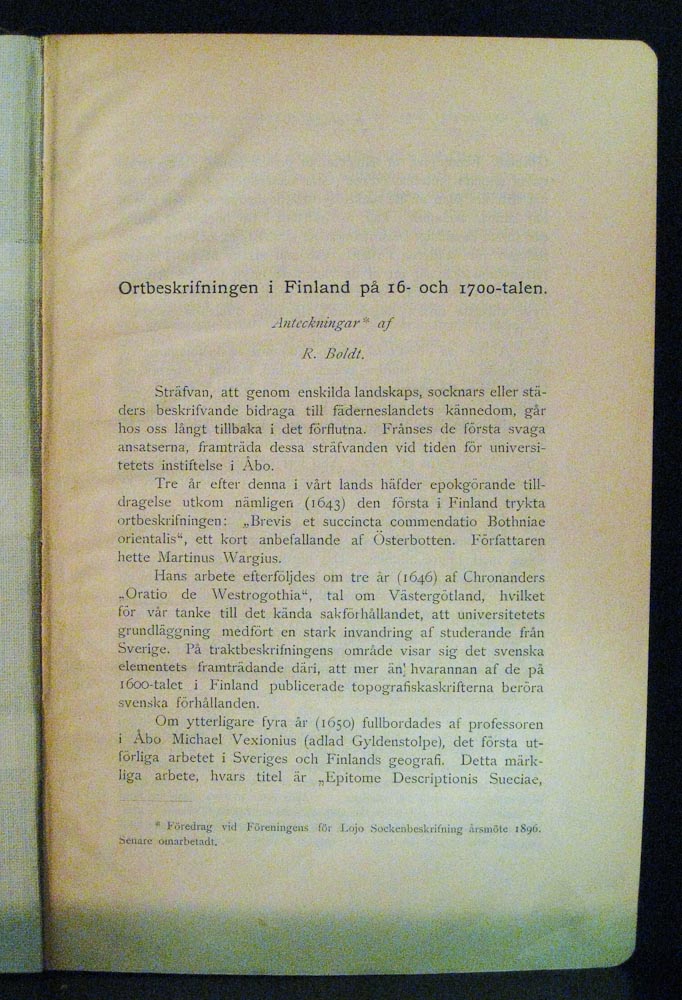 Ortbeskrifningen i Finland på 16- och 1700-talen.
Anteckningar* af
R. Boldt.
Sträfvan, att genom enskilda landskaps, socknars eller stä-
ders beskrifvande bidraga till fäderneslandets kännedom, går
hos oss långt tillbaka i det förflutna. Frånses de första svaga
ansatserna, framträda dessa sträfvanden vid tiden för universi-
tetets instiftelse i Åbo.
Tre år efter denna i vårt lands häfder epokgörande till-
dragelse utkom nämligen (1643) den första i Finland trykta
ortbeskrifningen: „Brevis et succincta commendatio Bothniae
orientalis“, ett kort anbefallande af Österbotten. Författaren
hette Martinus Wargius.
Hans arbete efterföljdes om tre år (1646) af Chronanders
„Oratio de Westrogothia“, tal om Västergötland, hvilket
för vår tanke till det kända sakförhållandet, att universitetets
grundläggning medfört en stark invandring af studerande från
Sverige. På traktbeskrifningens område visar sig det svenska
elementets framträdande däri, att mer än hvarannan af de på
1600-talet i Finland publicerade topografiskaskrifterna beröra
svenska förhållanden.
Om ytterligare fyra år (1650) fullbordades af professoren
i Åbo Michael Vexionius (adlad Gyldenstolpe), det första ut-
förliga arbetet i Sveriges och Finlands geografi. Detta märk-
liga arbete, hvars titel är „Epitome Descriptionis Sueciae,
* Föredrag vid Föreningens för Lojo Sockenbeskrifning årsmöte 1896.
Senare omarbetadt.